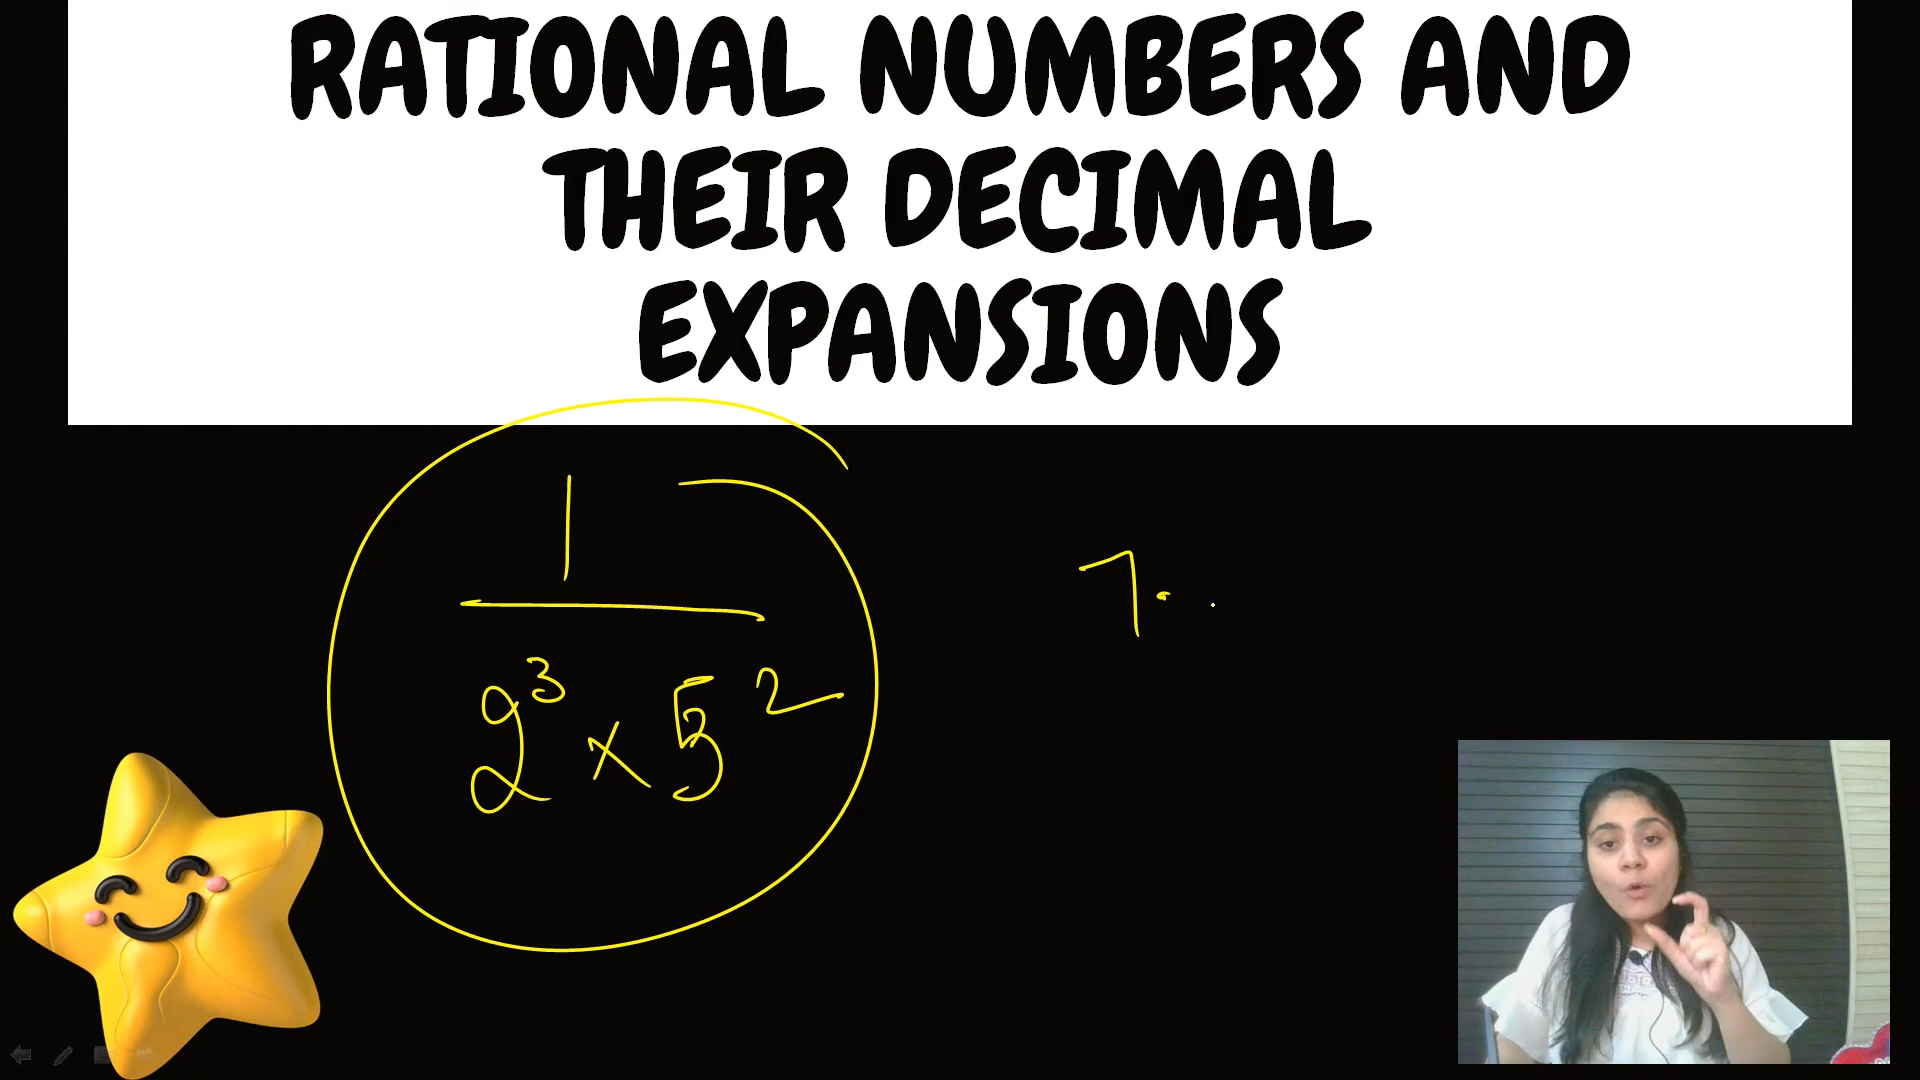 RATIONAL NUMBERS AND
THEIR DECIMAL
EXPANSIONS
1
2³ × 5²
7.